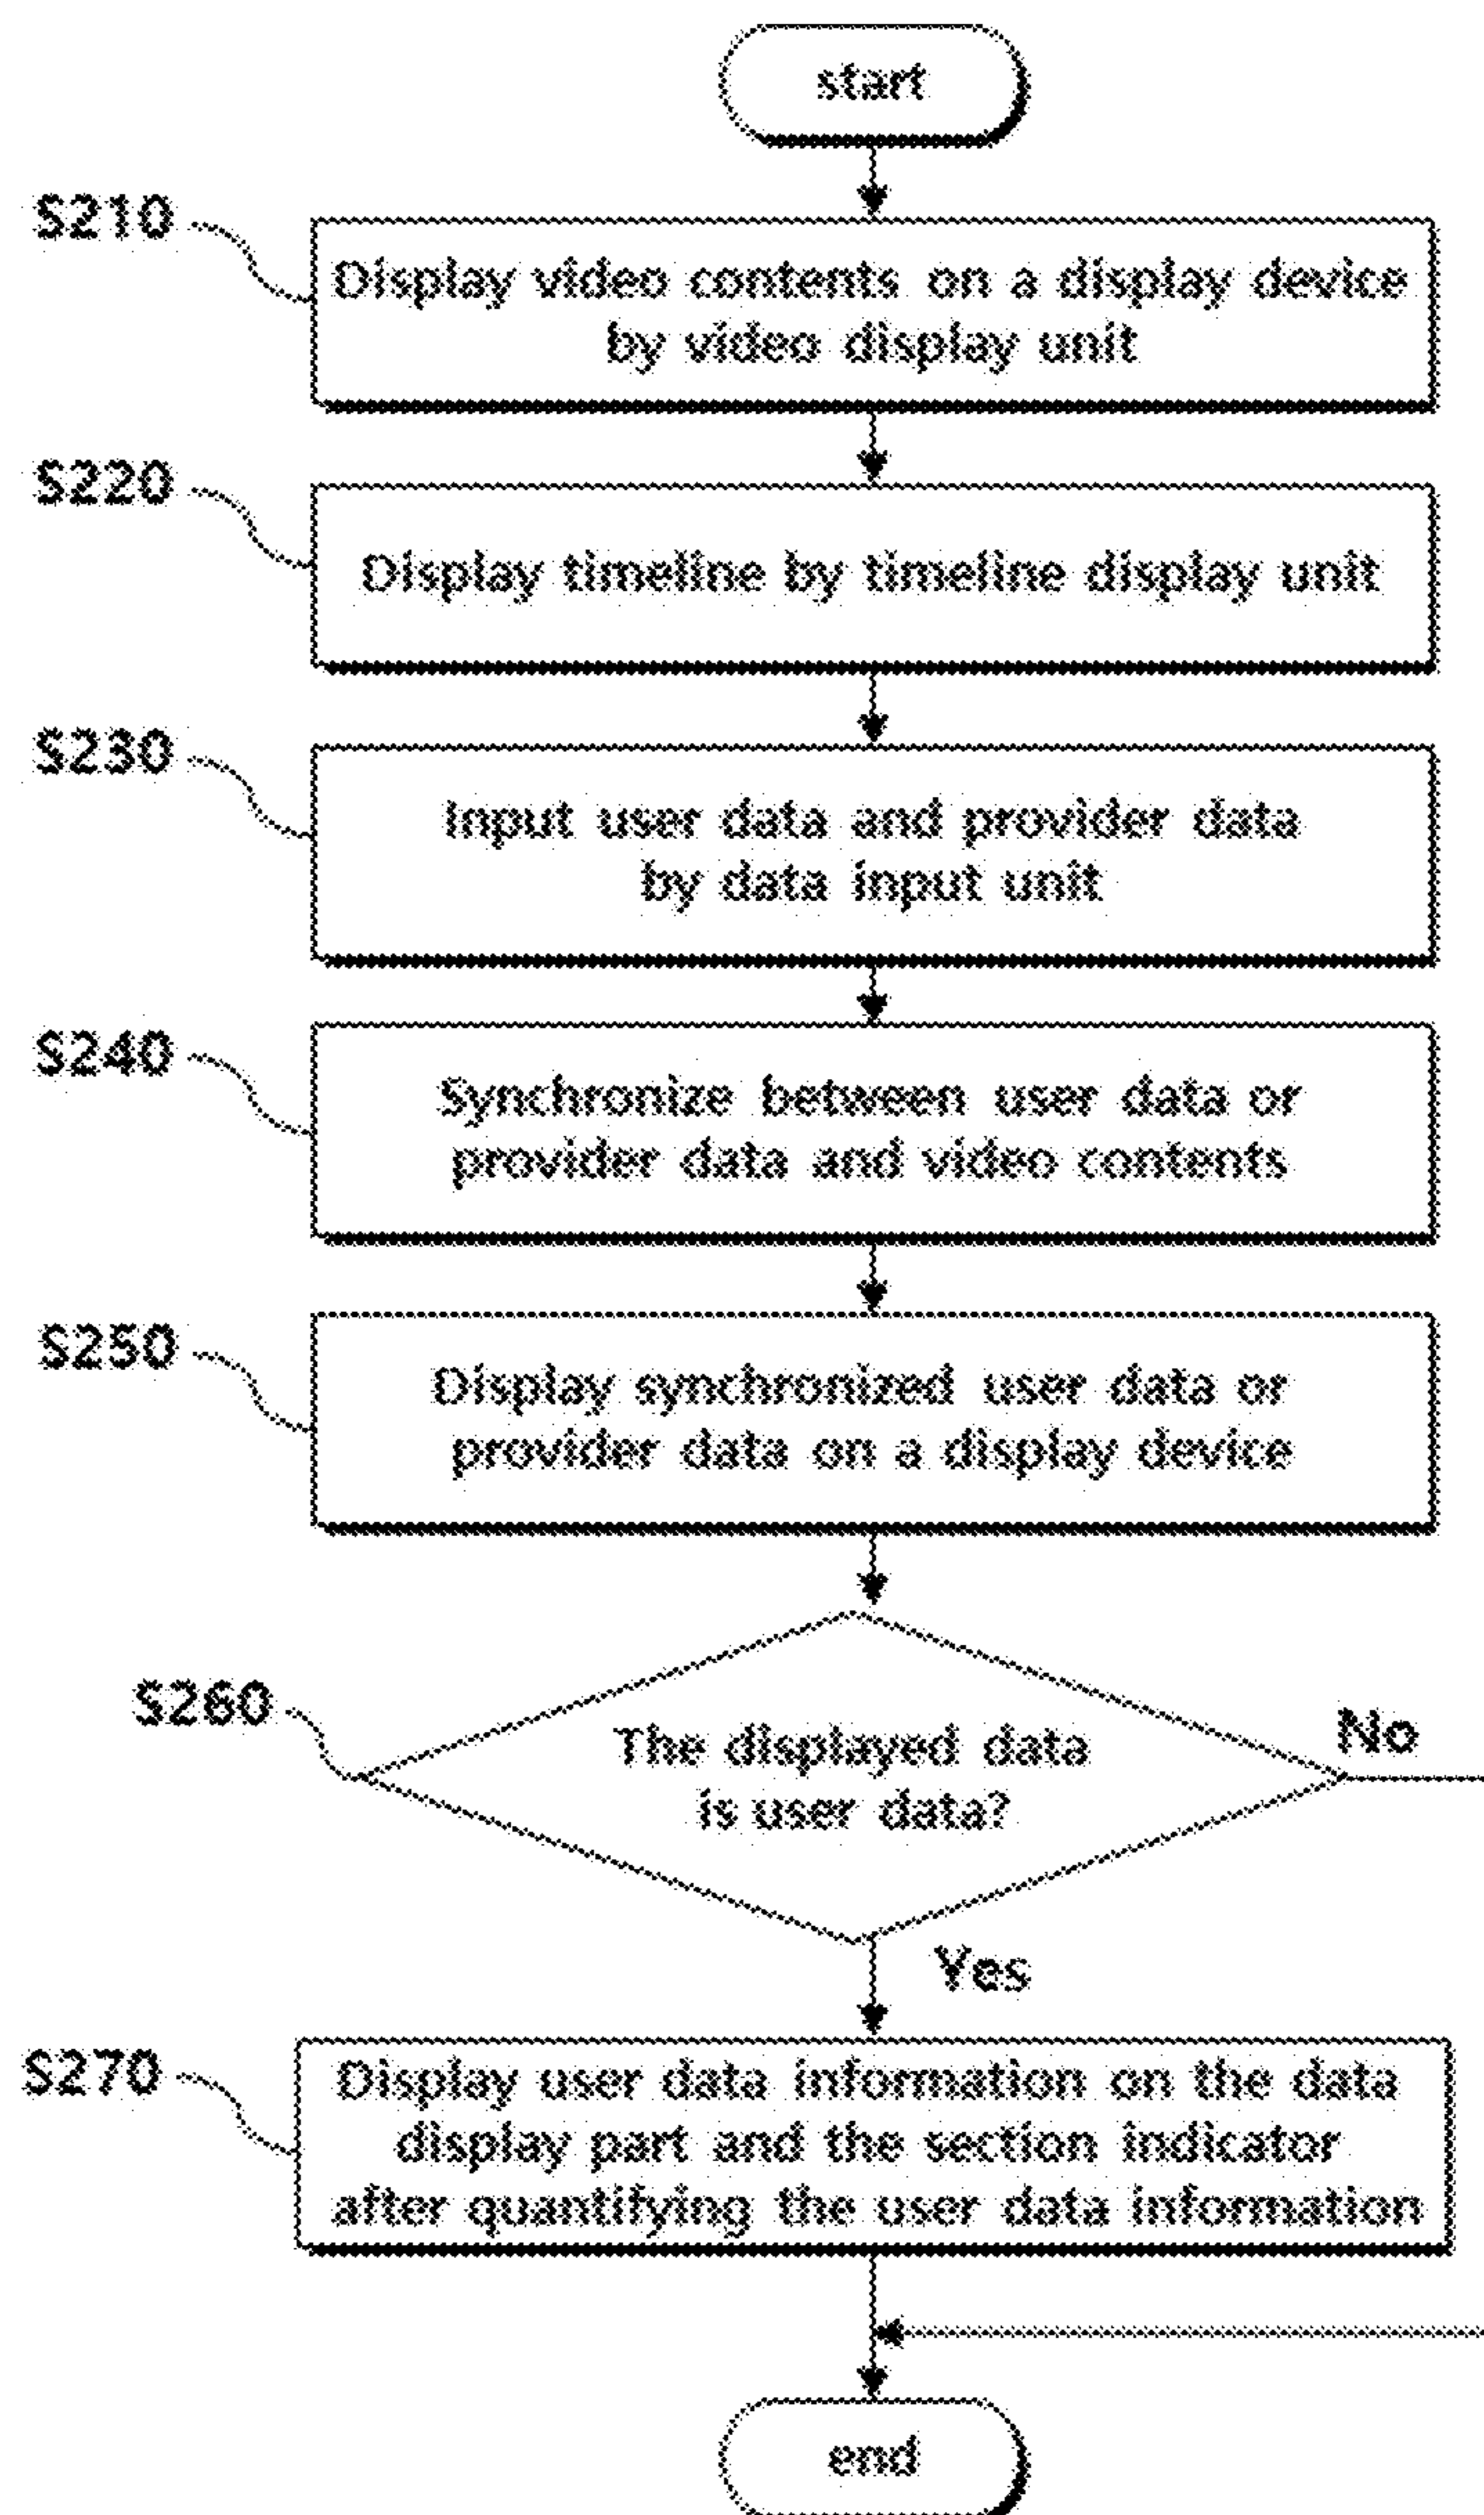 start
S210
Display video contents on a display device
by video display unit
S220
Display timeline by timeline display unit
S230
Input user data and provider data
by data input unit
S240
Synchronize between user data or
provider data and video contents
S250
Display synchronized user data or
provider data on a display device
S260
The displayed data
is user data?
No
Yes
S270
Display user data information on the data
display part and the section indicator
after quantifying the user data information
end